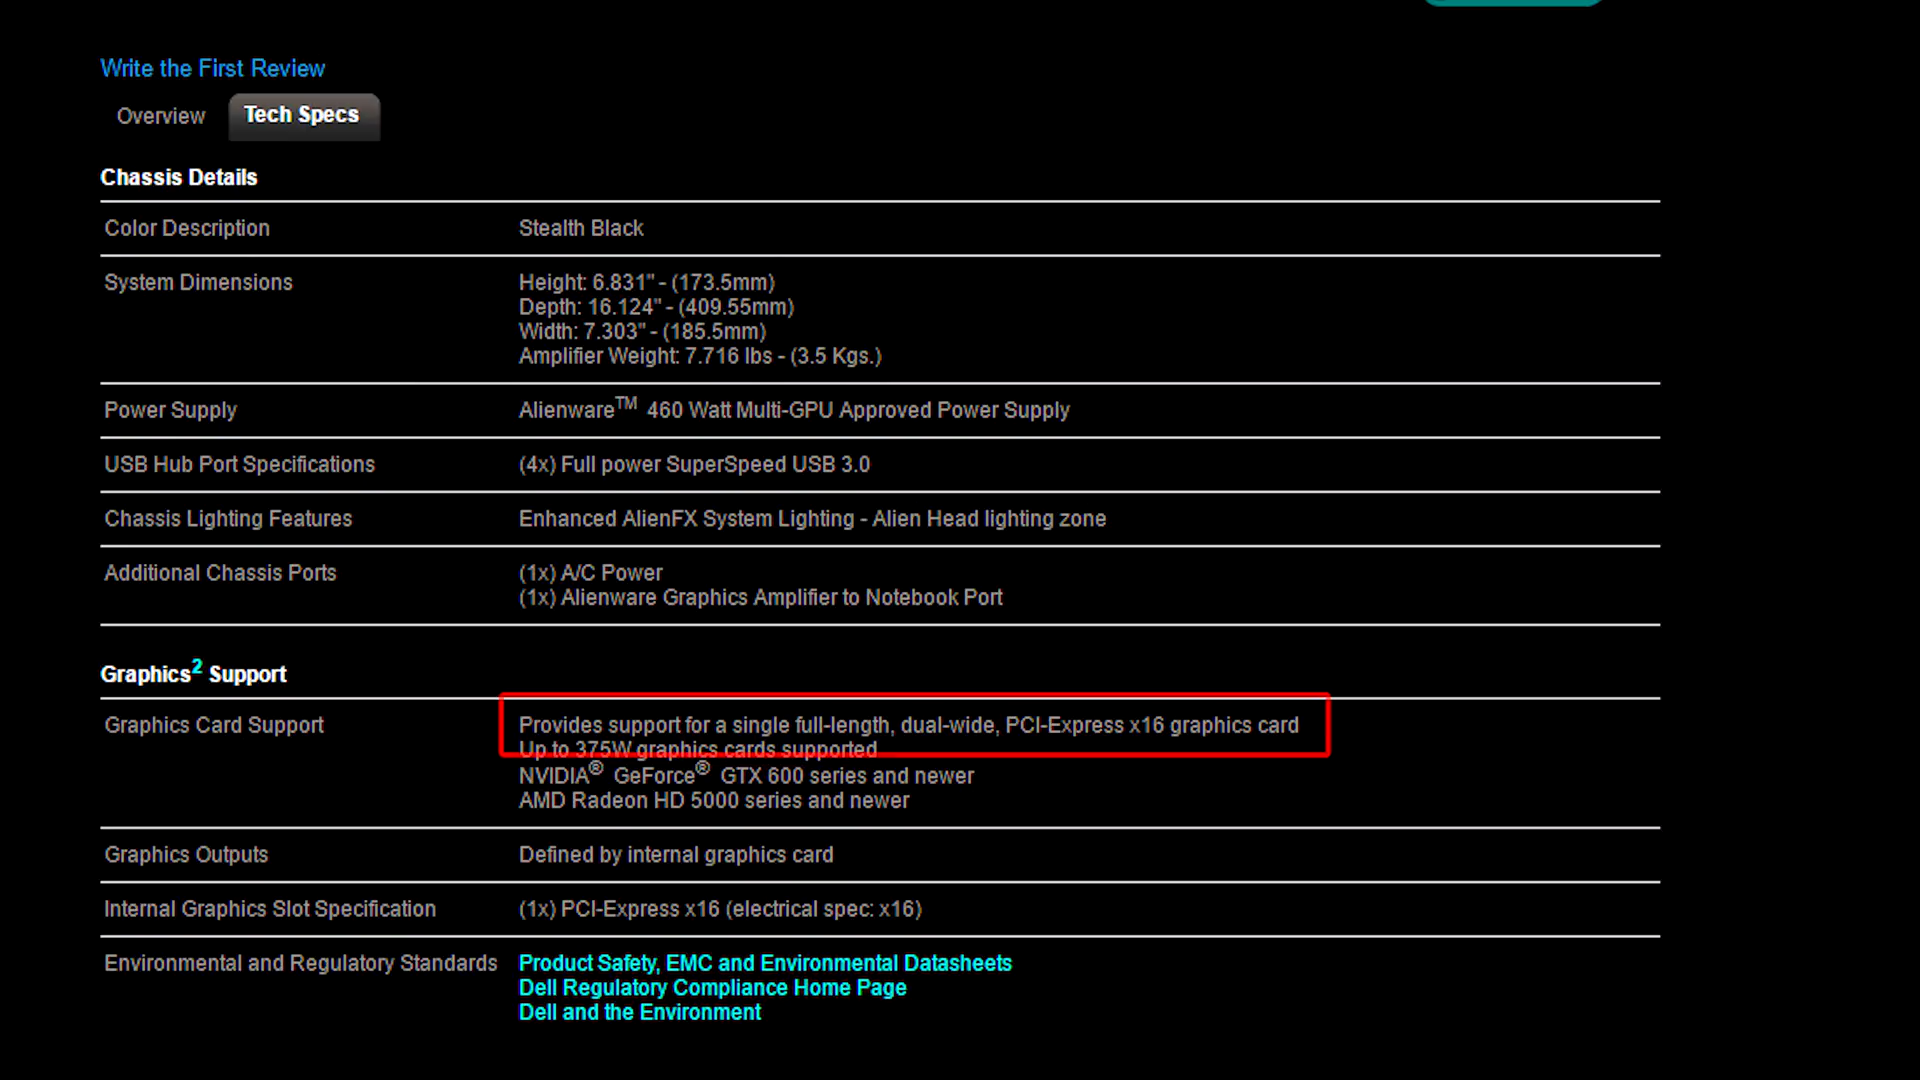 Write the First Review
Overview Tech Specs
Chassis Details
Color Description Stealth Black
System Dimensions Height: 6.831" - (173.5mm)
Depth: 16.124" - (409.55mm)
Width: 7.303" - (185.5mm)
Amplifier Weight: 7.716 lbs - (3.5 Kgs.)
Power Supply Alienware™ 460 Watt Multi-GPU Approved Power Supply
USB Hub Port Specifications (4x) Full power SuperSpeed USB 3.0
Chassis Lighting Features Enhanced AlienFX System Lighting - Alien Head lighting zone
Additional Chassis Ports (1x) A/C Power
(1x) Alienware Graphics Amplifier to Notebook Port
Graphics² Support
Graphics Card Support Provides support for a single full-length, dual-wide, PCI-Express x16 graphics card
Up to 375W graphics cards supported
NVIDIA® GeForce® GTX 600 series and newer
AMD Radeon HD 5000 series and newer
Graphics Outputs Defined by internal graphics card
Internal Graphics Slot Specification (1x) PCI-Express x16 (electrical spec: x16)
Environmental and Regulatory Standards Product Safety, EMC and Environmental Datasheets
Dell Regulatory Compliance Home Page
Dell and the Environment